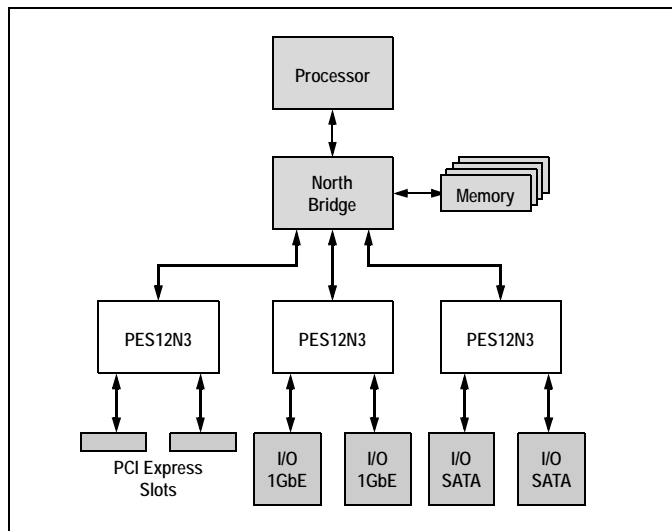 Processor
North
Bridge
Memory
PES12N3
PES12N3
PES12N3
PCI Express
Slots
I/O
1GbE
I/O
1GbE
I/O
SATA
I/O
SATA